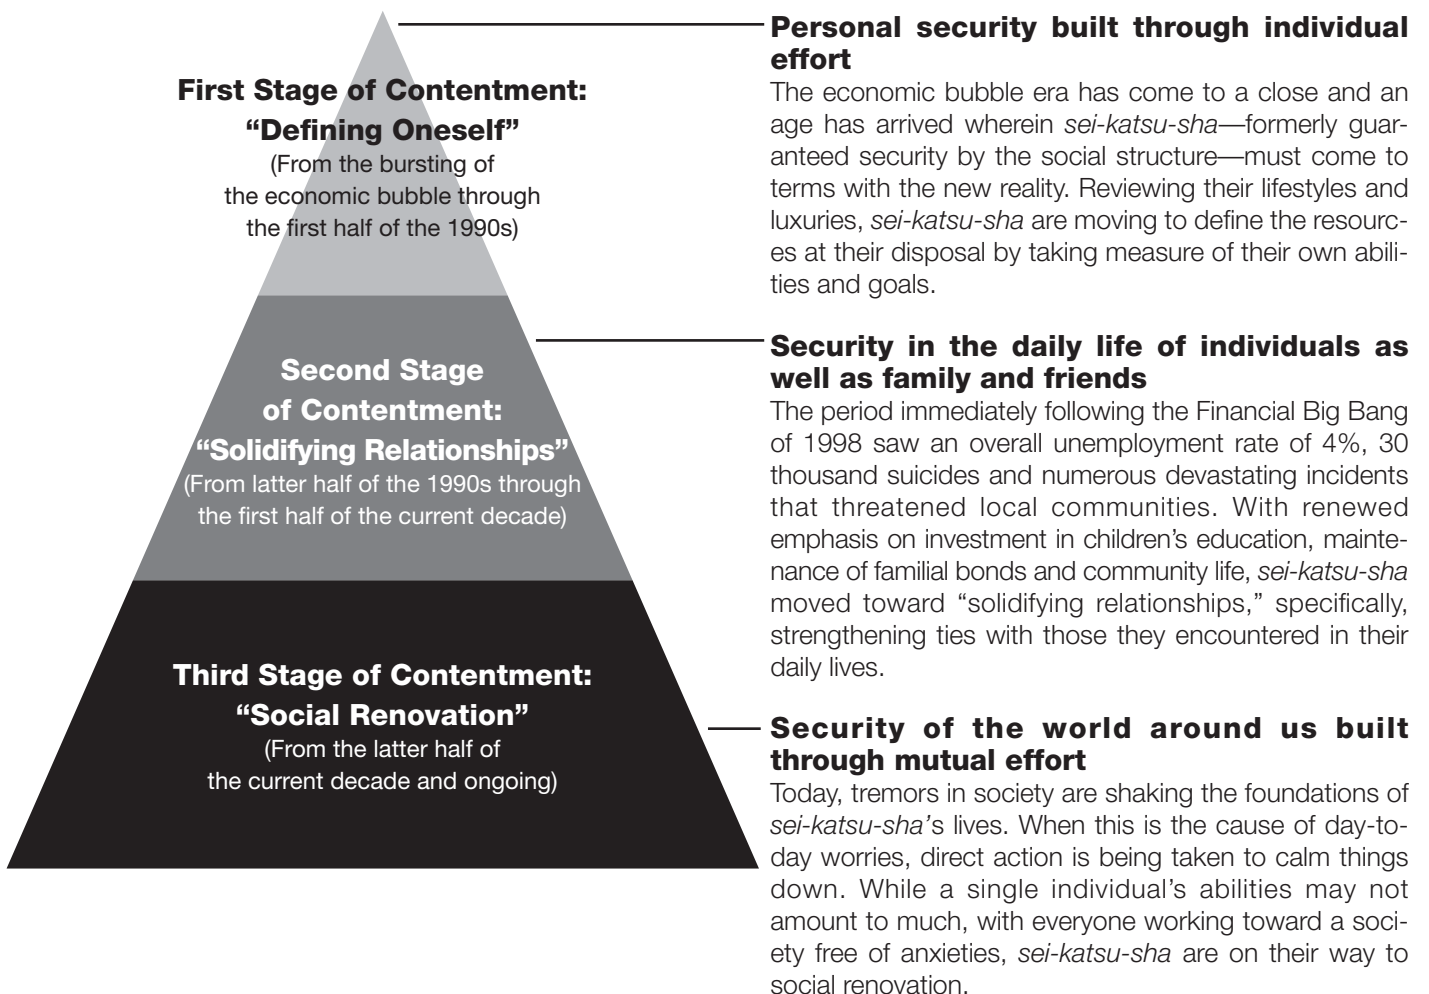 First Stage of Contentment:
“Defining Oneself”
(From the bursting of
the economic bubble through
the first half of the 1990s)
Personal security built through individual
effort
The economic bubble era has come to a close and an
age has arrived wherein sei-katsu-sha—formerly guar-
anteed security by the social structure—must come to
terms with the new reality. Reviewing their lifestyles and
luxuries, sei-katsu-sha are moving to define the resourc-
es at their disposal by taking measure of their own abili-
ties and goals.
Second Stage
of Contentment:
“Solidifying Relationships”
(From latter half of the 1990s through
the first half of the current decade)
Security in the daily life of individuals as
well as family and friends
The period immediately following the Financial Big Bang
of 1998 saw an overall unemployment rate of 4%, 30
thousand suicides and numerous devastating incidents
that threatened local communities. With renewed
emphasis on investment in children’s education, mainte-
nance of familial bonds and community life, sei-katsu-sha
moved toward “solidifying relationships,” specifically,
strengthening ties with those they encountered in their
daily lives.
Third Stage of Contentment:
“Social Renovation”
(From the latter half of
the current decade and ongoing)
Security of the world around us built
through mutual effort
Today, tremors in society are shaking the foundations of
sei-katsu-sha’s lives. When this is the cause of day-to-
day worries, direct action is being taken to calm things
down. While a single individual’s abilities may not
amount to much, with everyone working toward a soci-
ety free of anxieties, sei-katsu-sha are on their way to
social renovation.